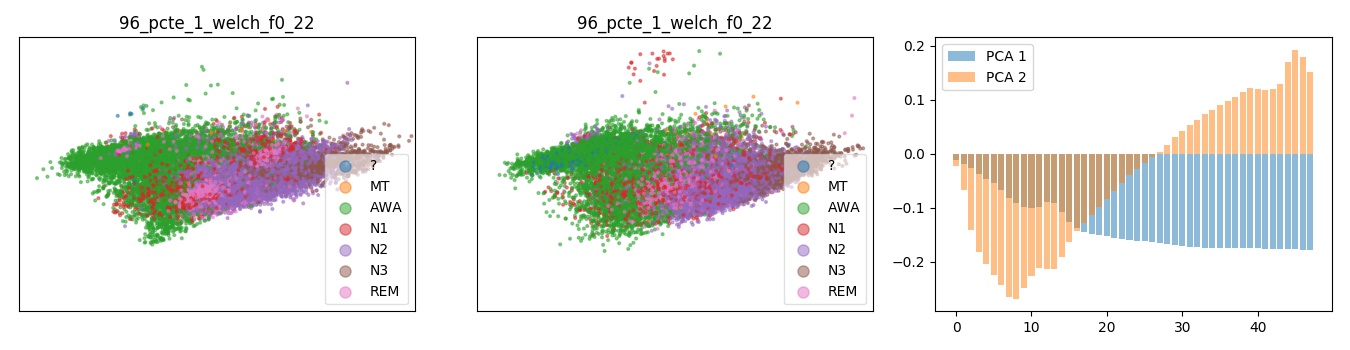 96_pcte_1_welch_f0_22
?
MT
AWA
N1
N2
N3
REM
96_pcte_1_welch_f0_22
?
MT
AWA
N1
N2
N3
REM
PCA 1
PCA 2
0.2
0.1
0.0
−0.1
−0.2
0 10 20 30 40